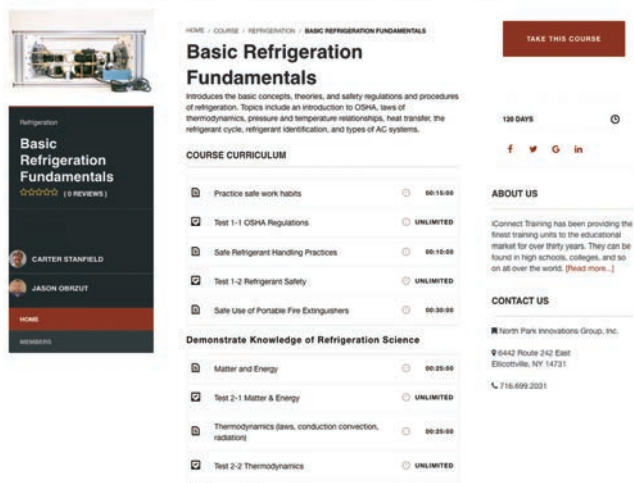 Refrigeration
Basic
Refrigeration
Fundamentals
( 0 REVIEWS )
CARTER STANFIELD
JASON OBRZUT
HOME
MEMBERS
HOME / COURSE / REFRIGERATION / BASIC REFRIGERATION FUNDAMENTALS
Basic Refrigeration
Fundamentals
Introduces the basic concepts, theories, and safety regulations and procedures
of refrigeration. Topics include an introduction to OSHA, laws of
thermodynamics, pressure and temperature relationships, heat transfer, the
refrigerant cycle, refrigerant identification, and types of AC systems.
COURSE CURRICULUM
Practice safe work habits 00:15:00
Test 1-1 OSHA Regulations UNLIMITED
Safe Refrigerant Handling Practices 00:10:00
Test 1-2 Refrigerant Safety UNLIMITED
Safe Use of Portable Fire Extinguishers 00:30:00
Demonstrate Knowledge of Refrigeration Science
Matter and Energy 00:25:00
Test 2-1 Matter & Energy UNLIMITED
Thermodynamics (laws, conduction convection,
radiation) 00:25:00
Test 2-2 Thermodynamics UNLIMITED
TAKE THIS COURSE
120 DAYS
f G in
ABOUT US
iConnect Training has been providing the
finest training units to the educational
market for over thirty years. They can be
found in high schools, colleges, and so
on all over the world. [Read more...]
CONTACT US
North Park Innovations Group, Inc.
6442 Route 242 East
Ellicottville, NY 14731
716.699.2031